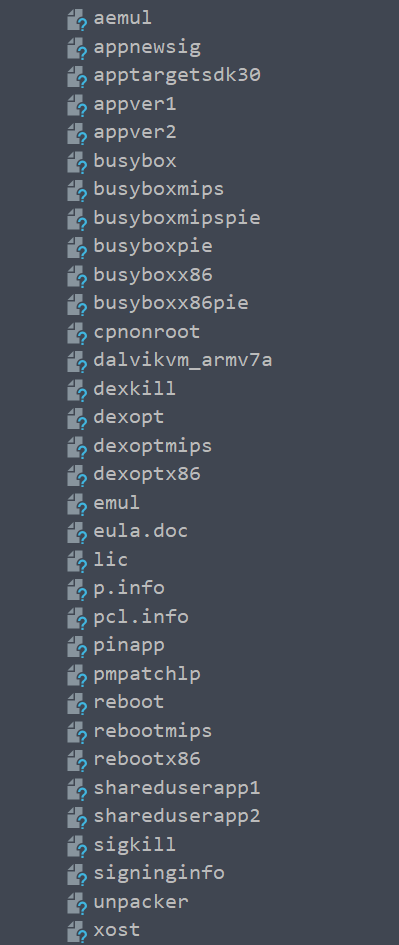 aemul
appnewsig
apptargetsdk30
appver1
appver2
busybox
busyboxmips
busyboxmipspie
busyboxpie
busyboxx86
busyboxx86pie
cpnonroot
dalvikvm_armv7a
dexkill
dexopt
dexoptmips
dexoptx86
emul
eula.doc
lic
p.info
pcl.info
pinapp
pmpatchlp
reboot
rebootmips
rebootx86
shareduserapp1
shareduserapp2
sigkill
signinginfo
unpacker
xost